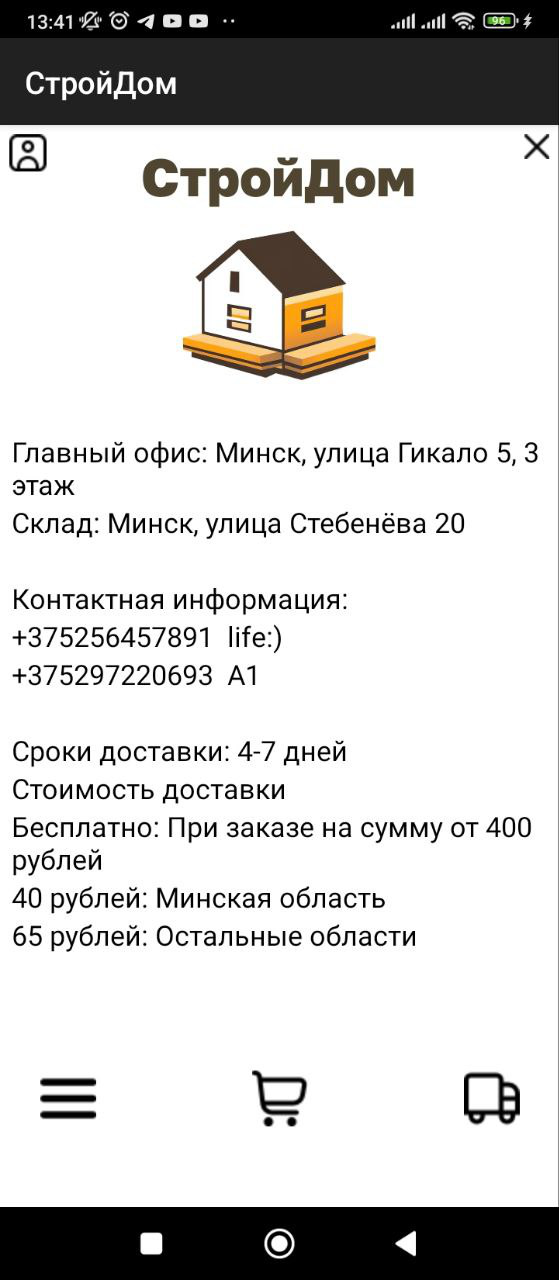 13:41
96
СтройДом
СтройДом
Главный офис: Минск, улица Гикало 5, 3
этаж
Склад: Минск, улица Стебенёва 20
Контактная информация:
+375256457891  life:)
+375297220693  A1
Сроки доставки: 4-7 дней
Стоимость доставки
Бесплатно: При заказе на сумму от 400
рублей
40 рублей: Минская область
65 рублей: Остальные области